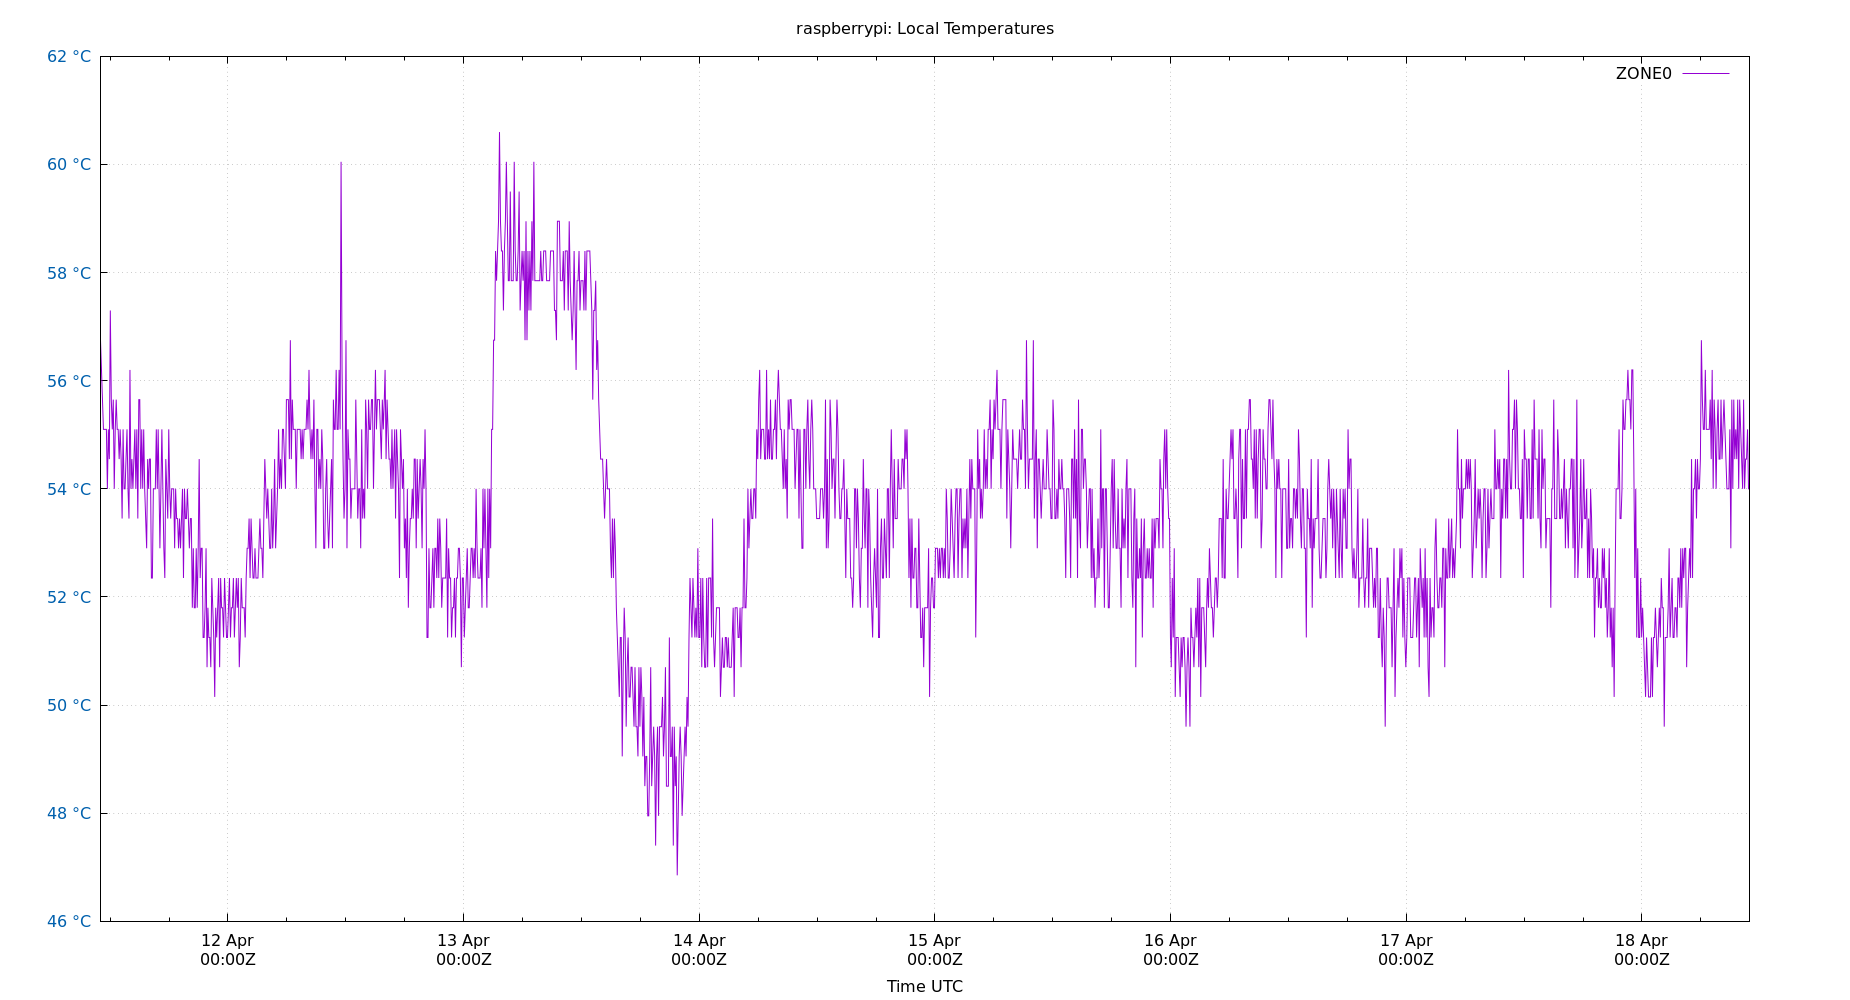 raspberrypi: Local Temperatures
62 °C
ZONE0
60 °C
58 °C
56 °C
54 °C
52 °C
50 °C
48 °C
46 °C
12 Apr 13 Apr 14 Apr 15 Apr 16 Apr 17 Apr 18 Apr
00:00Z 00:00Z 00:00Z 00:00Z 00:00Z 00:00Z 00:00Z
Time UTC